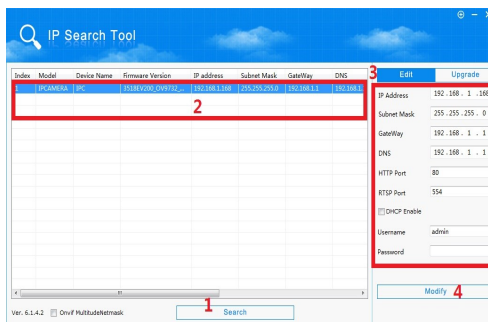 IP Search Tool
Index Model Device Name Firmware Version IP address Subnet Mask GateWay DNS
1 IPCAMERA IPC 3518EV200_OV9732_... 192.168.1.168 255.255.255.0 192.168.1.1 192.168.1.
2
3 Edit Upgrade
IP Address 192 . 168 . 1 .168
Subnet Mask 255 .255 .255 . 0
GateWay 192 . 168 . 1 . 1
DNS 192 . 168 . 1 . 1
HTTP Port 80
RTSP Port 554
DHCP Enable
Username admin
Password
Modify 4
1 Search
Ver. 6.1.4.2 Onvif MultitudeNetmask